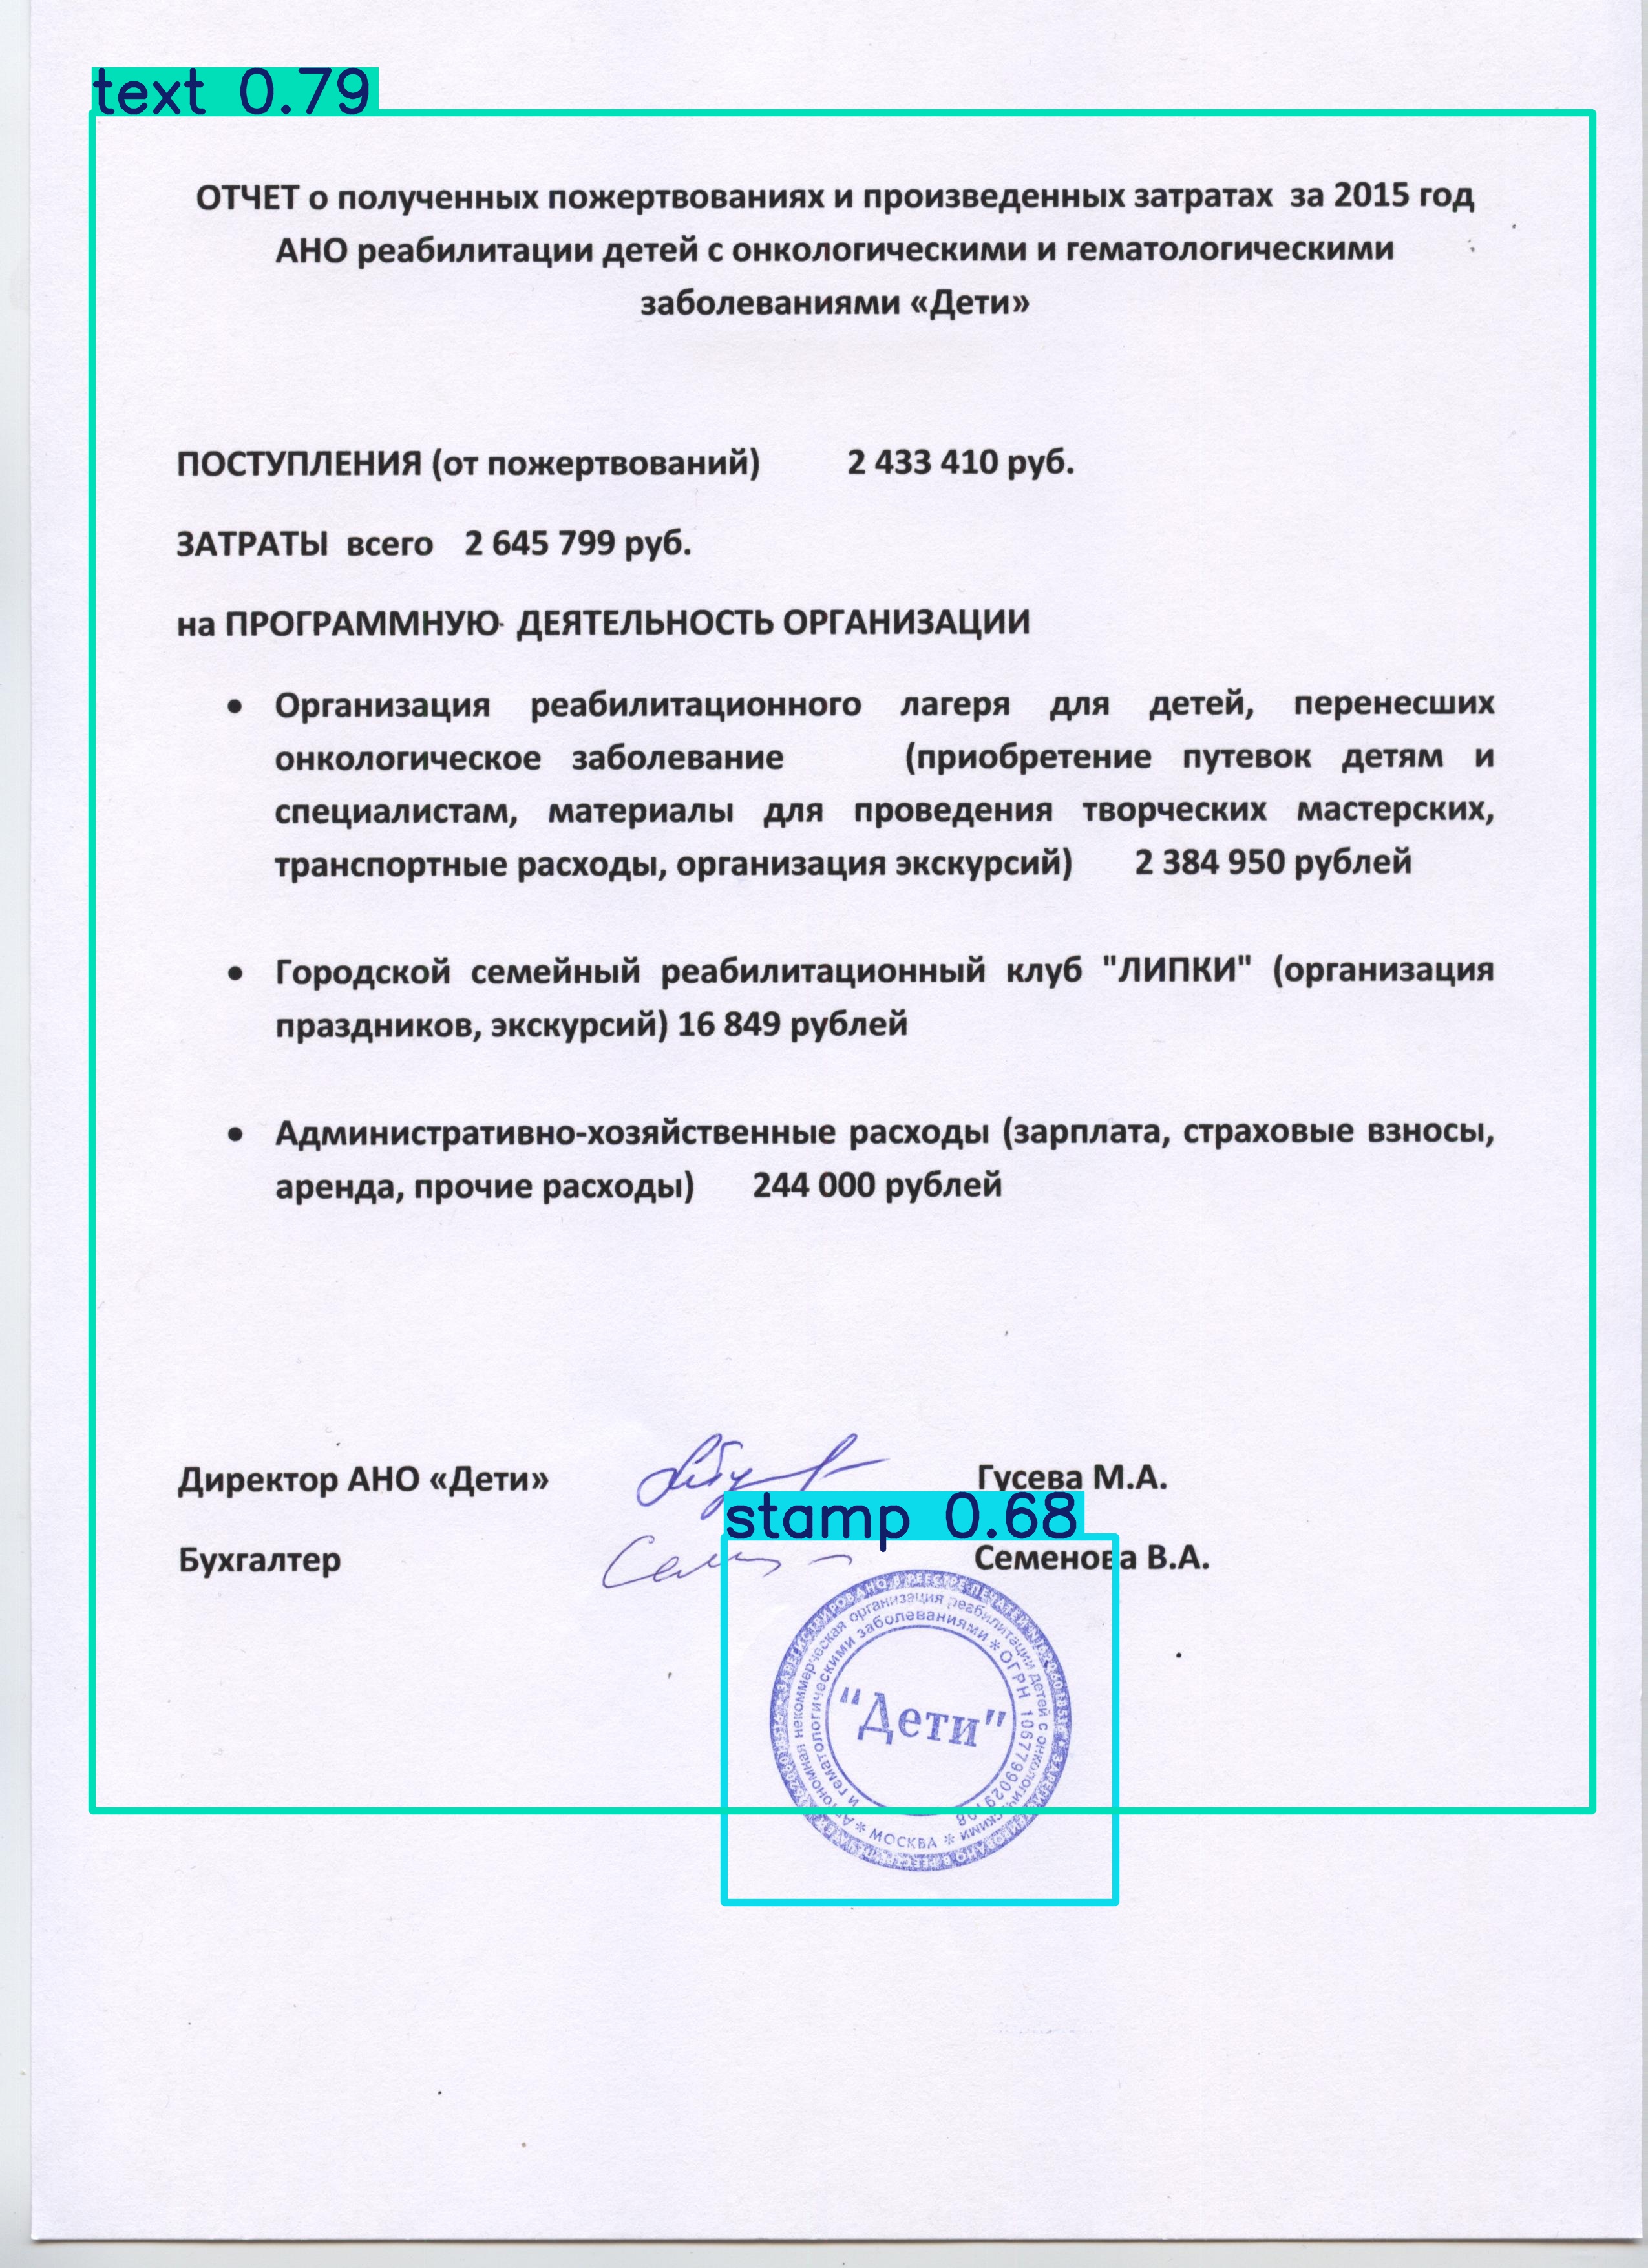 text 0.79
ОТЧЕТ о полученных пожертвованиях и произведенных затратах за 2015 год
АНО реабилитации детей с онкологическими и гематологическими
заболеваниями «Дети»
ПОСТУПЛЕНИЯ (от пожертвований) 2 433 410 руб.
ЗАТРАТЫ всего 2 645 799 руб.
на ПРОГРАММНУЮ ДЕЯТЕЛЬНОСТЬ ОРГАНИЗАЦИИ
• Организация реабилитационного лагеря для детей, перенесших
онкологическое заболевание (приобретение путевок детям и
специалистам, материалы для проведения творческих мастерских,
транспортные расходы, организация экскурсий) 2 384 950 рублей
• Городской семейный реабилитационный клуб "ЛИПКИ" (организация
праздников, экскурсий) 16 849 рублей
• Административно-хозяйственные расходы (зарплата, страховые взносы,
аренда, прочие расходы) 244 000 рублей
Директор АНО «Дети» Гусева М.А.
stamp 0.68
Бухгалтер Семенова В.А.
Автономная некоммерческая организация реабилитации детей с онкологическими
и гематологическими заболеваниями * ОГРН
"Дети"
* МОСКВА *